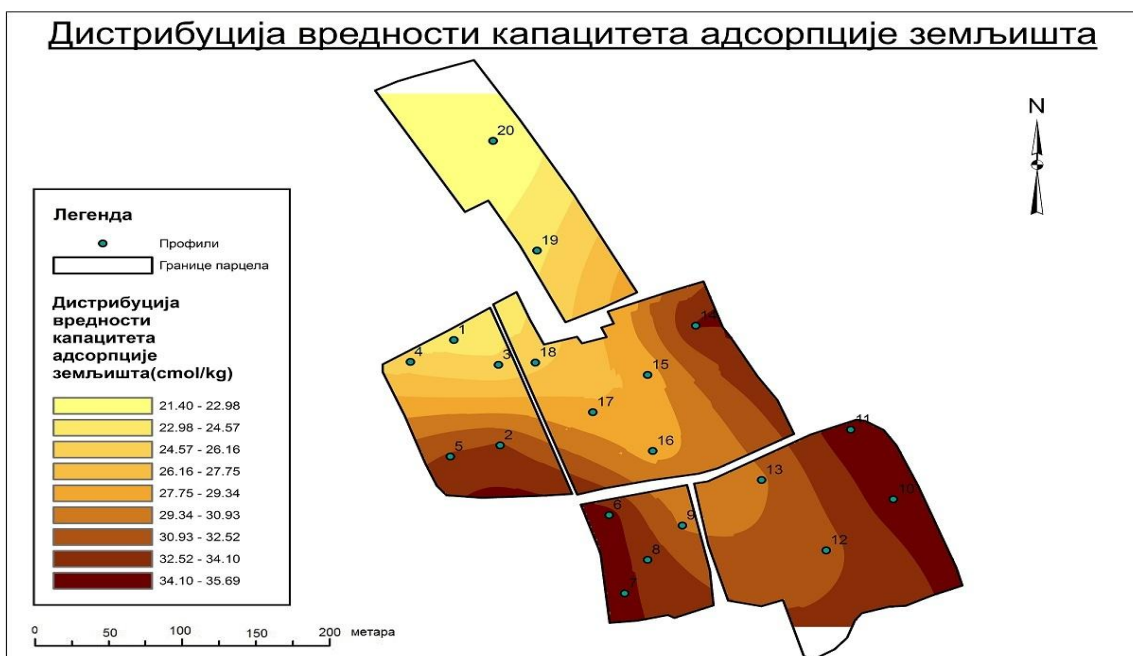 Дистрибуција вредности капацитета адсорпције земљишта
N
20
19
Легенда
Профили
Границе парцела
Дистрибуција
вредности
капацитета
адсорпције
земљишта(cmol/kg)
21.40 - 22.98
22.98 - 24.57
24.57 - 26.16
26.16 - 27.75
27.75 - 29.34
29.34 - 30.93
30.93 - 32.52
32.52 - 34.10
34.10 - 35.69
14
1
4
3
18
15
17
2
5
16
11
13
10
6
9
12
8
7
0 50 100 150 200 метара